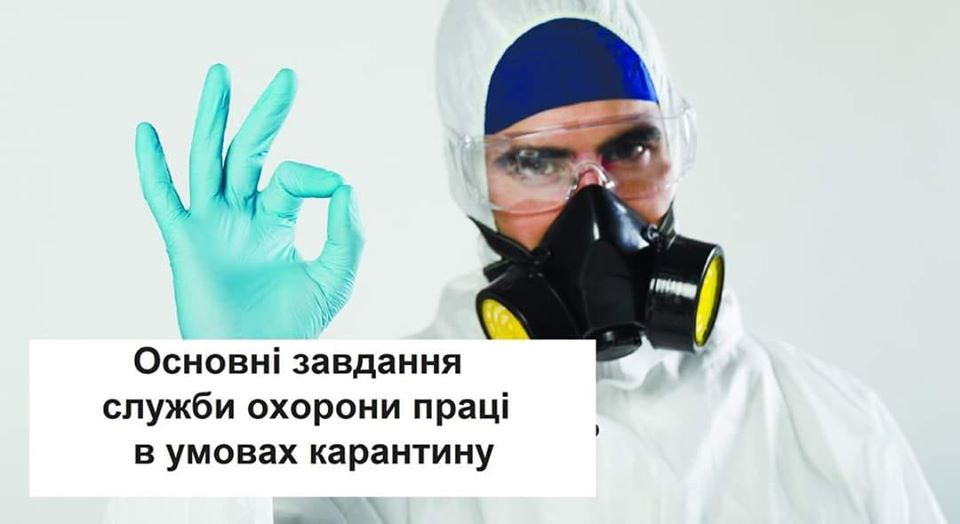 Основні завдання
служби охорони праці
в умовах карантину